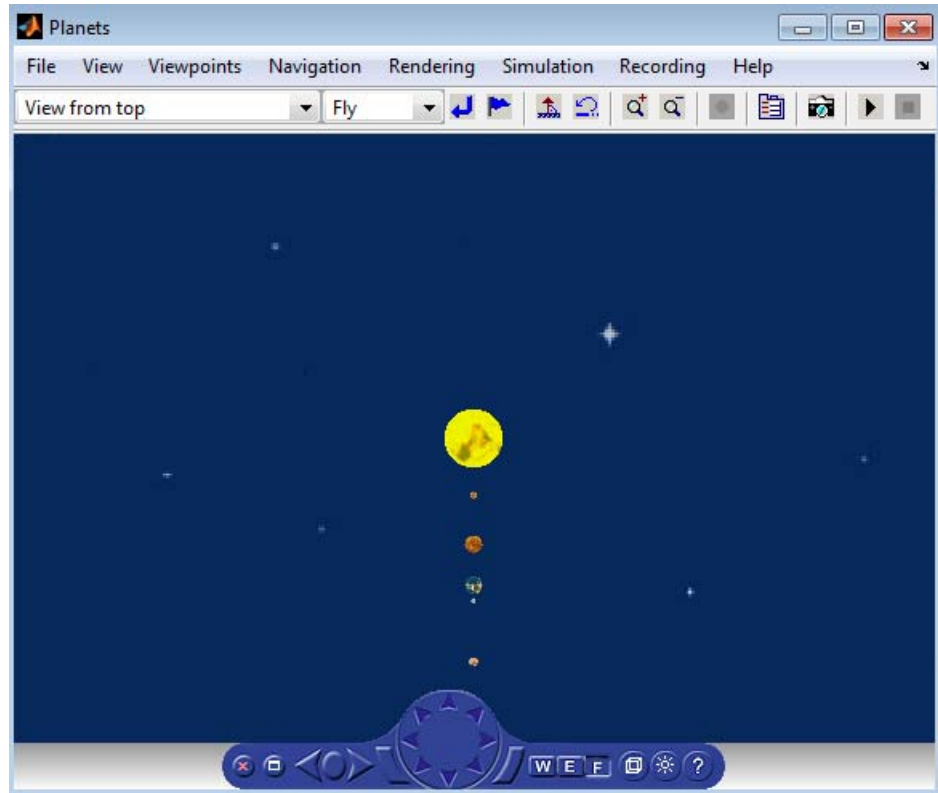 Planets
File View Viewpoints Navigation Rendering Simulation Recording Help
View from top Fly
W E F ?